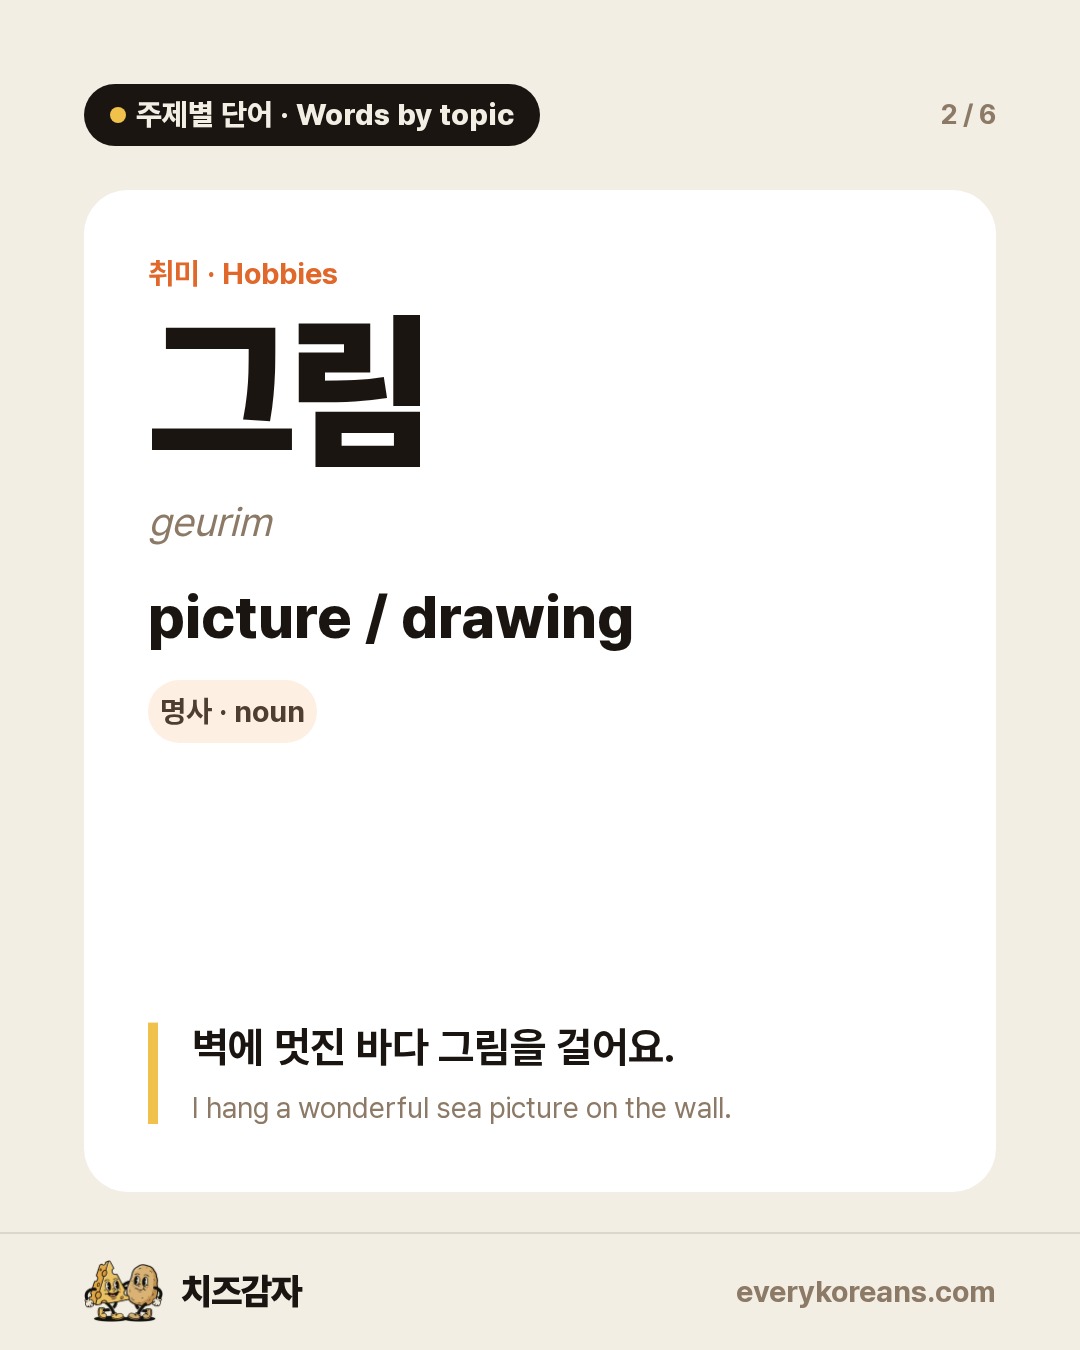 주제별 단어 · Words by topic
2 / 6
취미 · Hobbies
그림
geurim
picture / drawing
명사 · noun
벽에 멋진 바다 그림을 걸어요.
I hang a wonderful sea picture on the wall.
치즈감자
everykoreans.com